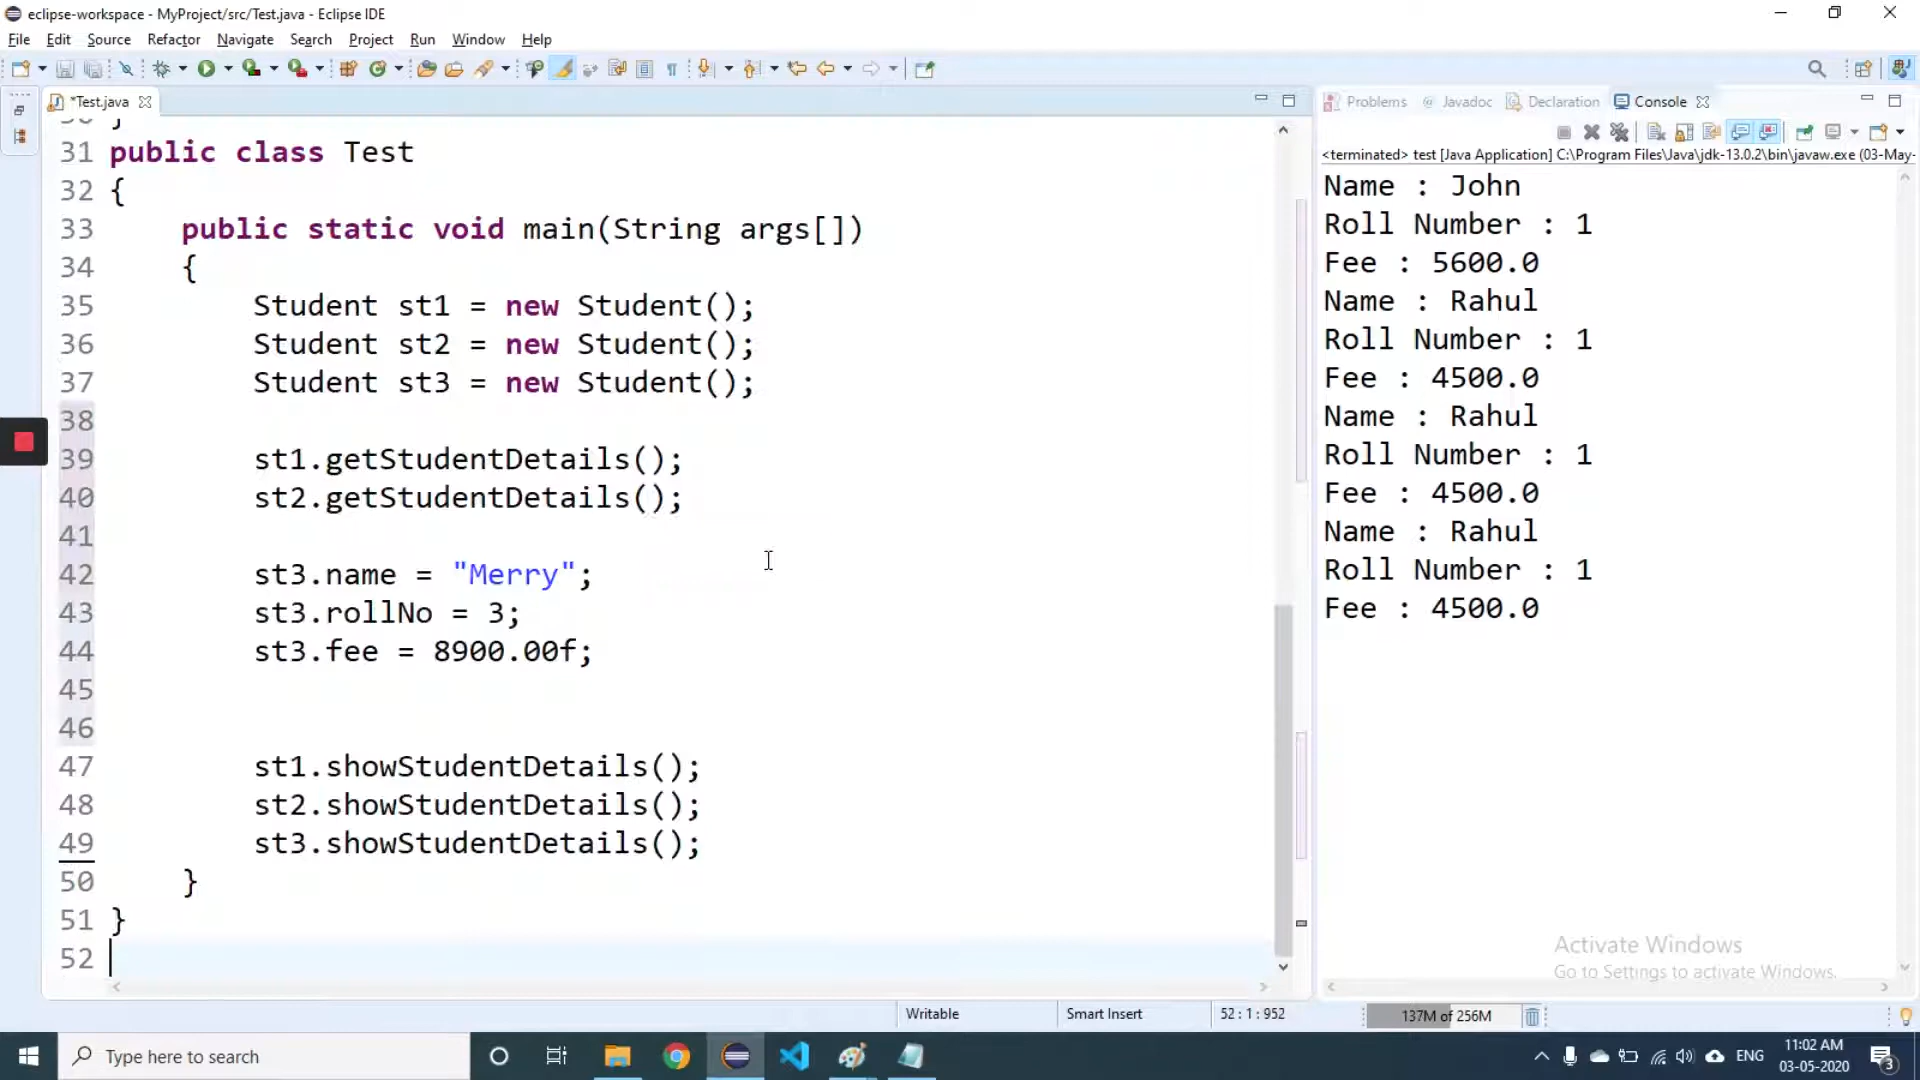 eclipse-workspace - MyProject/src/Test.java - Eclipse IDE
File Edit Source Refactor Navigate Search Project Run Window Help
*Test.java
31 public class Test
32 {
33 public static void main(String args[])
34 {
35 Student st1 = new Student();
36 Student st2 = new Student();
37 Student st3 = new Student();
38
39 st1.getStudentDetails();
40 st2.getStudentDetails();
41
42 st3.name = "Merry";
43 st3.rollNo = 3;
44 st3.fee = 8900.00f;
45
46
47 st1.showStudentDetails();
48 st2.showStudentDetails();
49 st3.showStudentDetails();
50 }
51 }
52
Problems @ Javadoc Declaration Console
<terminated> test [Java Application] C:\Program Files\Java\jdk-13.0.2\bin\javaw.exe (03-May-
Name : John
Roll Number : 1
Fee : 5600.0
Name : Rahul
Roll Number : 1
Fee : 4500.0
Name : Rahul
Roll Number : 1
Fee : 4500.0
Name : Rahul
Roll Number : 1
Fee : 4500.0
Activate Windows
Go to Settings to activate Windows.
Writable Smart Insert 52 : 1 : 952 137M of 256M
Type here to search
ENG
11:02 AM
03-05-2020
3